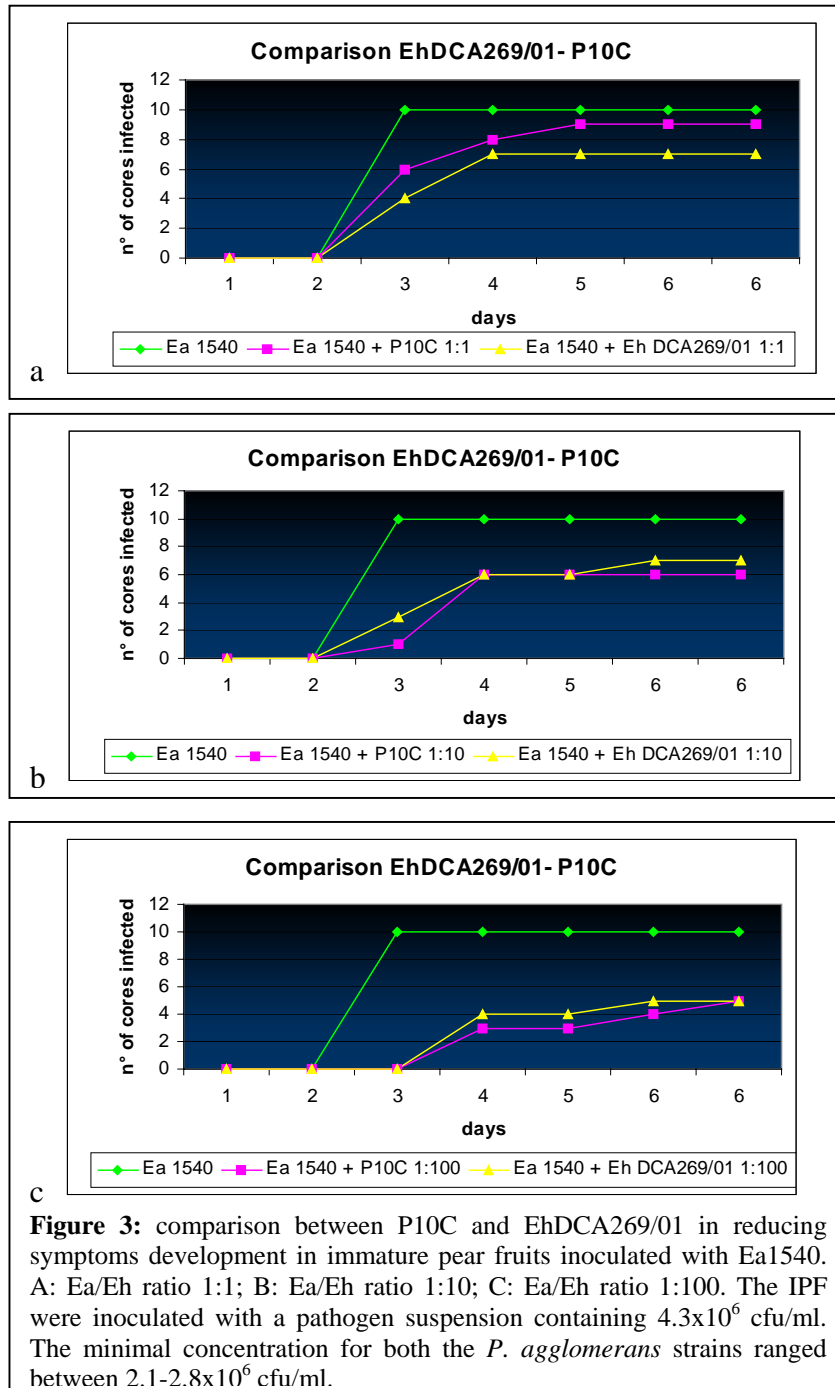 Comparison EhDCA269/01- P10C
12
10
8
6
4
2
0
n° of cores infected
1 2 3 4 5 6 6
days
Ea 1540 Ea 1540 + P10C 1:1 Ea 1540 + Eh DCA269/01 1:1
a
Comparison EhDCA269/01- P10C
12
10
8
6
4
2
0
n° of cores infected
1 2 3 4 5 6 6
days
Ea 1540 Ea 1540 + P10C 1:10 Ea 1540 + Eh DCA269/01 1:10
b
Comparison EhDCA269/01- P10C
12
10
8
6
4
2
0
n° of cores infected
1 2 3 4 5 6 6
days
Ea 1540 Ea 1540 + P10C 1:100 Ea 1540 + Eh DCA269/01 1:100
c
Figure 3: comparison between P10C and EhDCA269/01 in reducing
symptoms development in immature pear fruits inoculated with Ea1540.
A: Ea/Eh ratio 1:1; B: Ea/Eh ratio 1:10; C: Ea/Eh ratio 1:100. The IPF
were inoculated with a pathogen suspension containing 4.3x10⁶ cfu/ml.
The minimal concentration for both the P. agglomerans strains ranged
between 2.1-2.8x10⁶ cfu/ml.